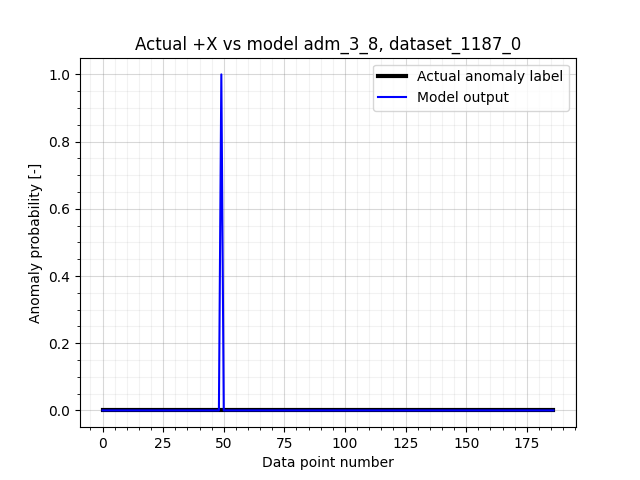 Actual +X vs model adm_3_8, dataset_1187_0
Actual anomaly label
Model output
Anomaly probability [-]
1.0
0.8
0.6
0.4
0.2
0.0
0 25 50 75 100 125 150 175
Data point number